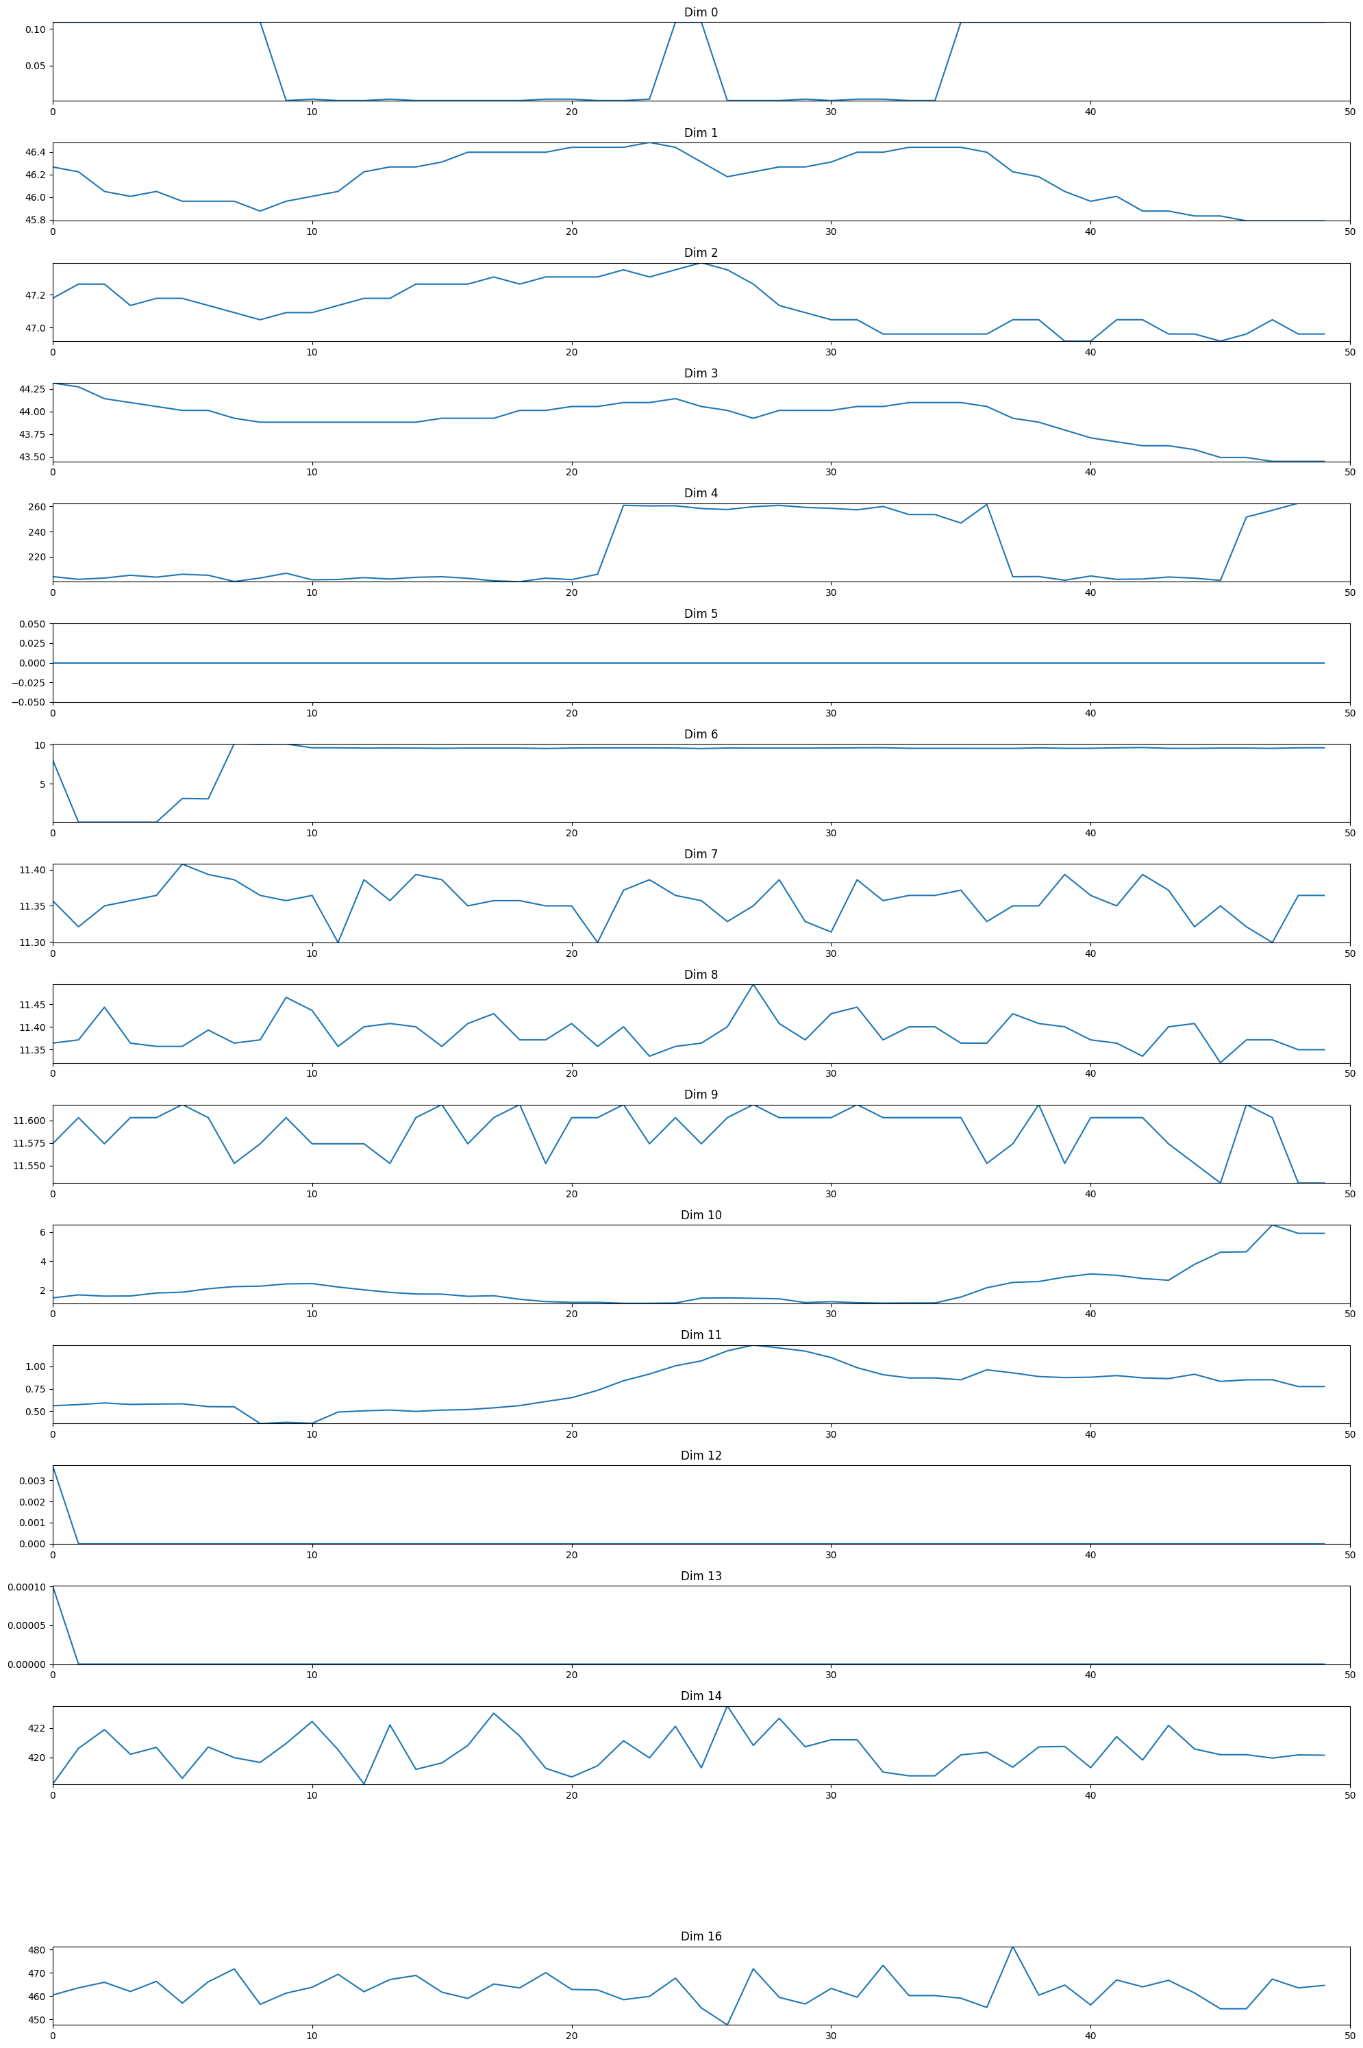 Dim 0
0.10
0.05
0 10 20 30 40 50
Dim 1
46.4
46.2
46.0
45.8
0 10 20 30 40 50
Dim 2
47.2
47.0
0 10 20 30 40 50
Dim 3
44.25
44.00
43.75
43.50
0 10 20 30 40 50
Dim 4
260
240
220
0 10 20 30 40 50
Dim 5
0.050
0.025
0.000
−0.025
−0.050
0 10 20 30 40 50
Dim 6
10
5
0 10 20 30 40 50
Dim 7
11.40
11.35
11.30
0 10 20 30 40 50
Dim 8
11.45
11.40
11.35
0 10 20 30 40 50
Dim 9
11.600
11.575
11.550
0 10 20 30 40 50
Dim 10
6
4
2
0 10 20 30 40 50
Dim 11
1.00
0.75
0.50
0 10 20 30 40 50
Dim 12
0.003
0.002
0.001
0.000
0 10 20 30 40 50
Dim 13
0.00010
0.00005
0.00000
0 10 20 30 40 50
Dim 14
422
420
0 10 20 30 40 50
Dim 16
480
470
460
450
0 10 20 30 40 50